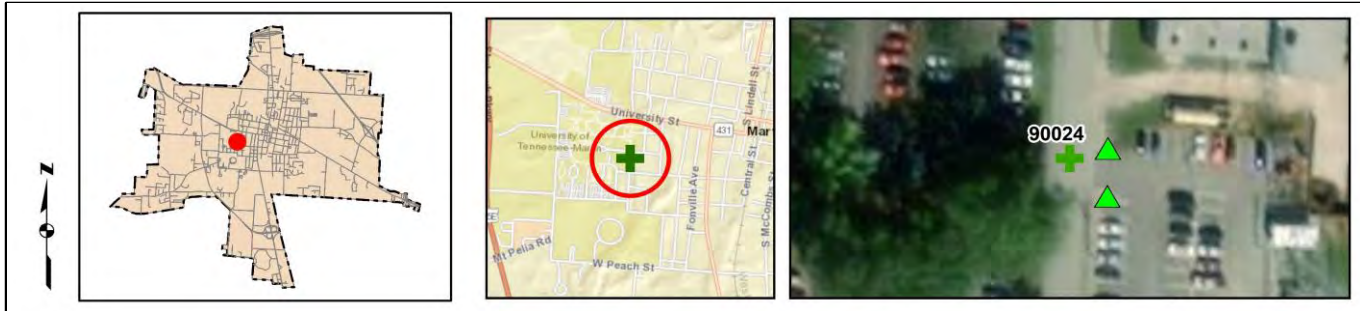 Z
University St
S Lindell St
431
Mar
University of
Tennessee-Martin
Central St
Fonville Ave
S McCombs St
Mt Pelia Rd
W Peach St
90024